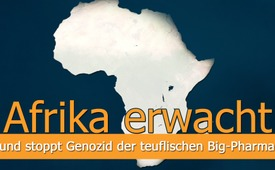 Afrika erwacht
und stoppt Genozid der teuflischen Big-Pharma